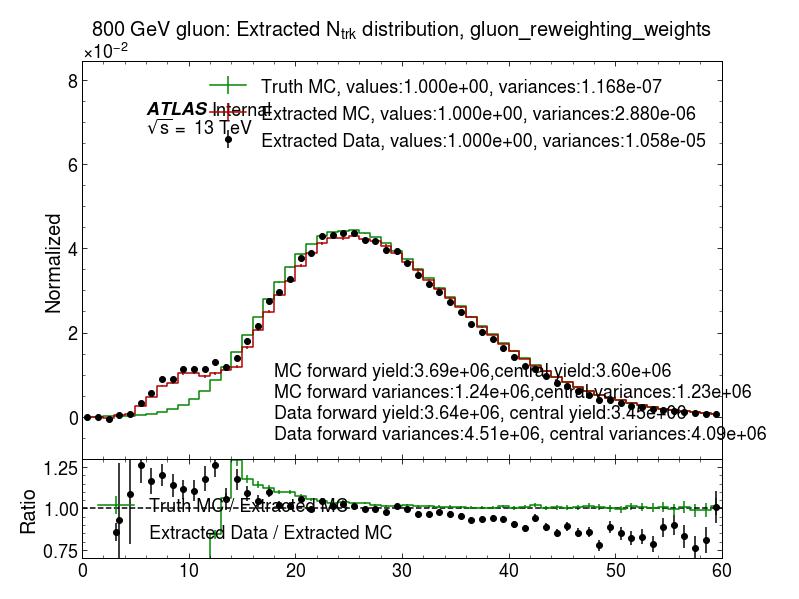 800 GeV gluon: Extracted Ntrk distribution, gluon_reweighting_weights
×10−2
Truth MC, values:1.000e+00, variances:1.168e-07
ATLAS Internal
Extracted MC, values:1.000e+00, variances:2.880e-06
√s = 13 TeV
Extracted Data, values:1.000e+00, variances:1.058e-05
Normalized
8
6
4
2
0
MC forward yield:3.69e+06,central yield:3.60e+06
MC forward variances:1.24e+06,central variances:1.23e+06
Data forward yield:3.64e+06, central yield:3.45e+06
Data forward variances:4.51e+06, central variances:4.09e+06
Ratio
1.25
1.00
0.75
Truth MC / Extracted MC
Extracted Data / Extracted MC
0 10 20 30 40 50 60